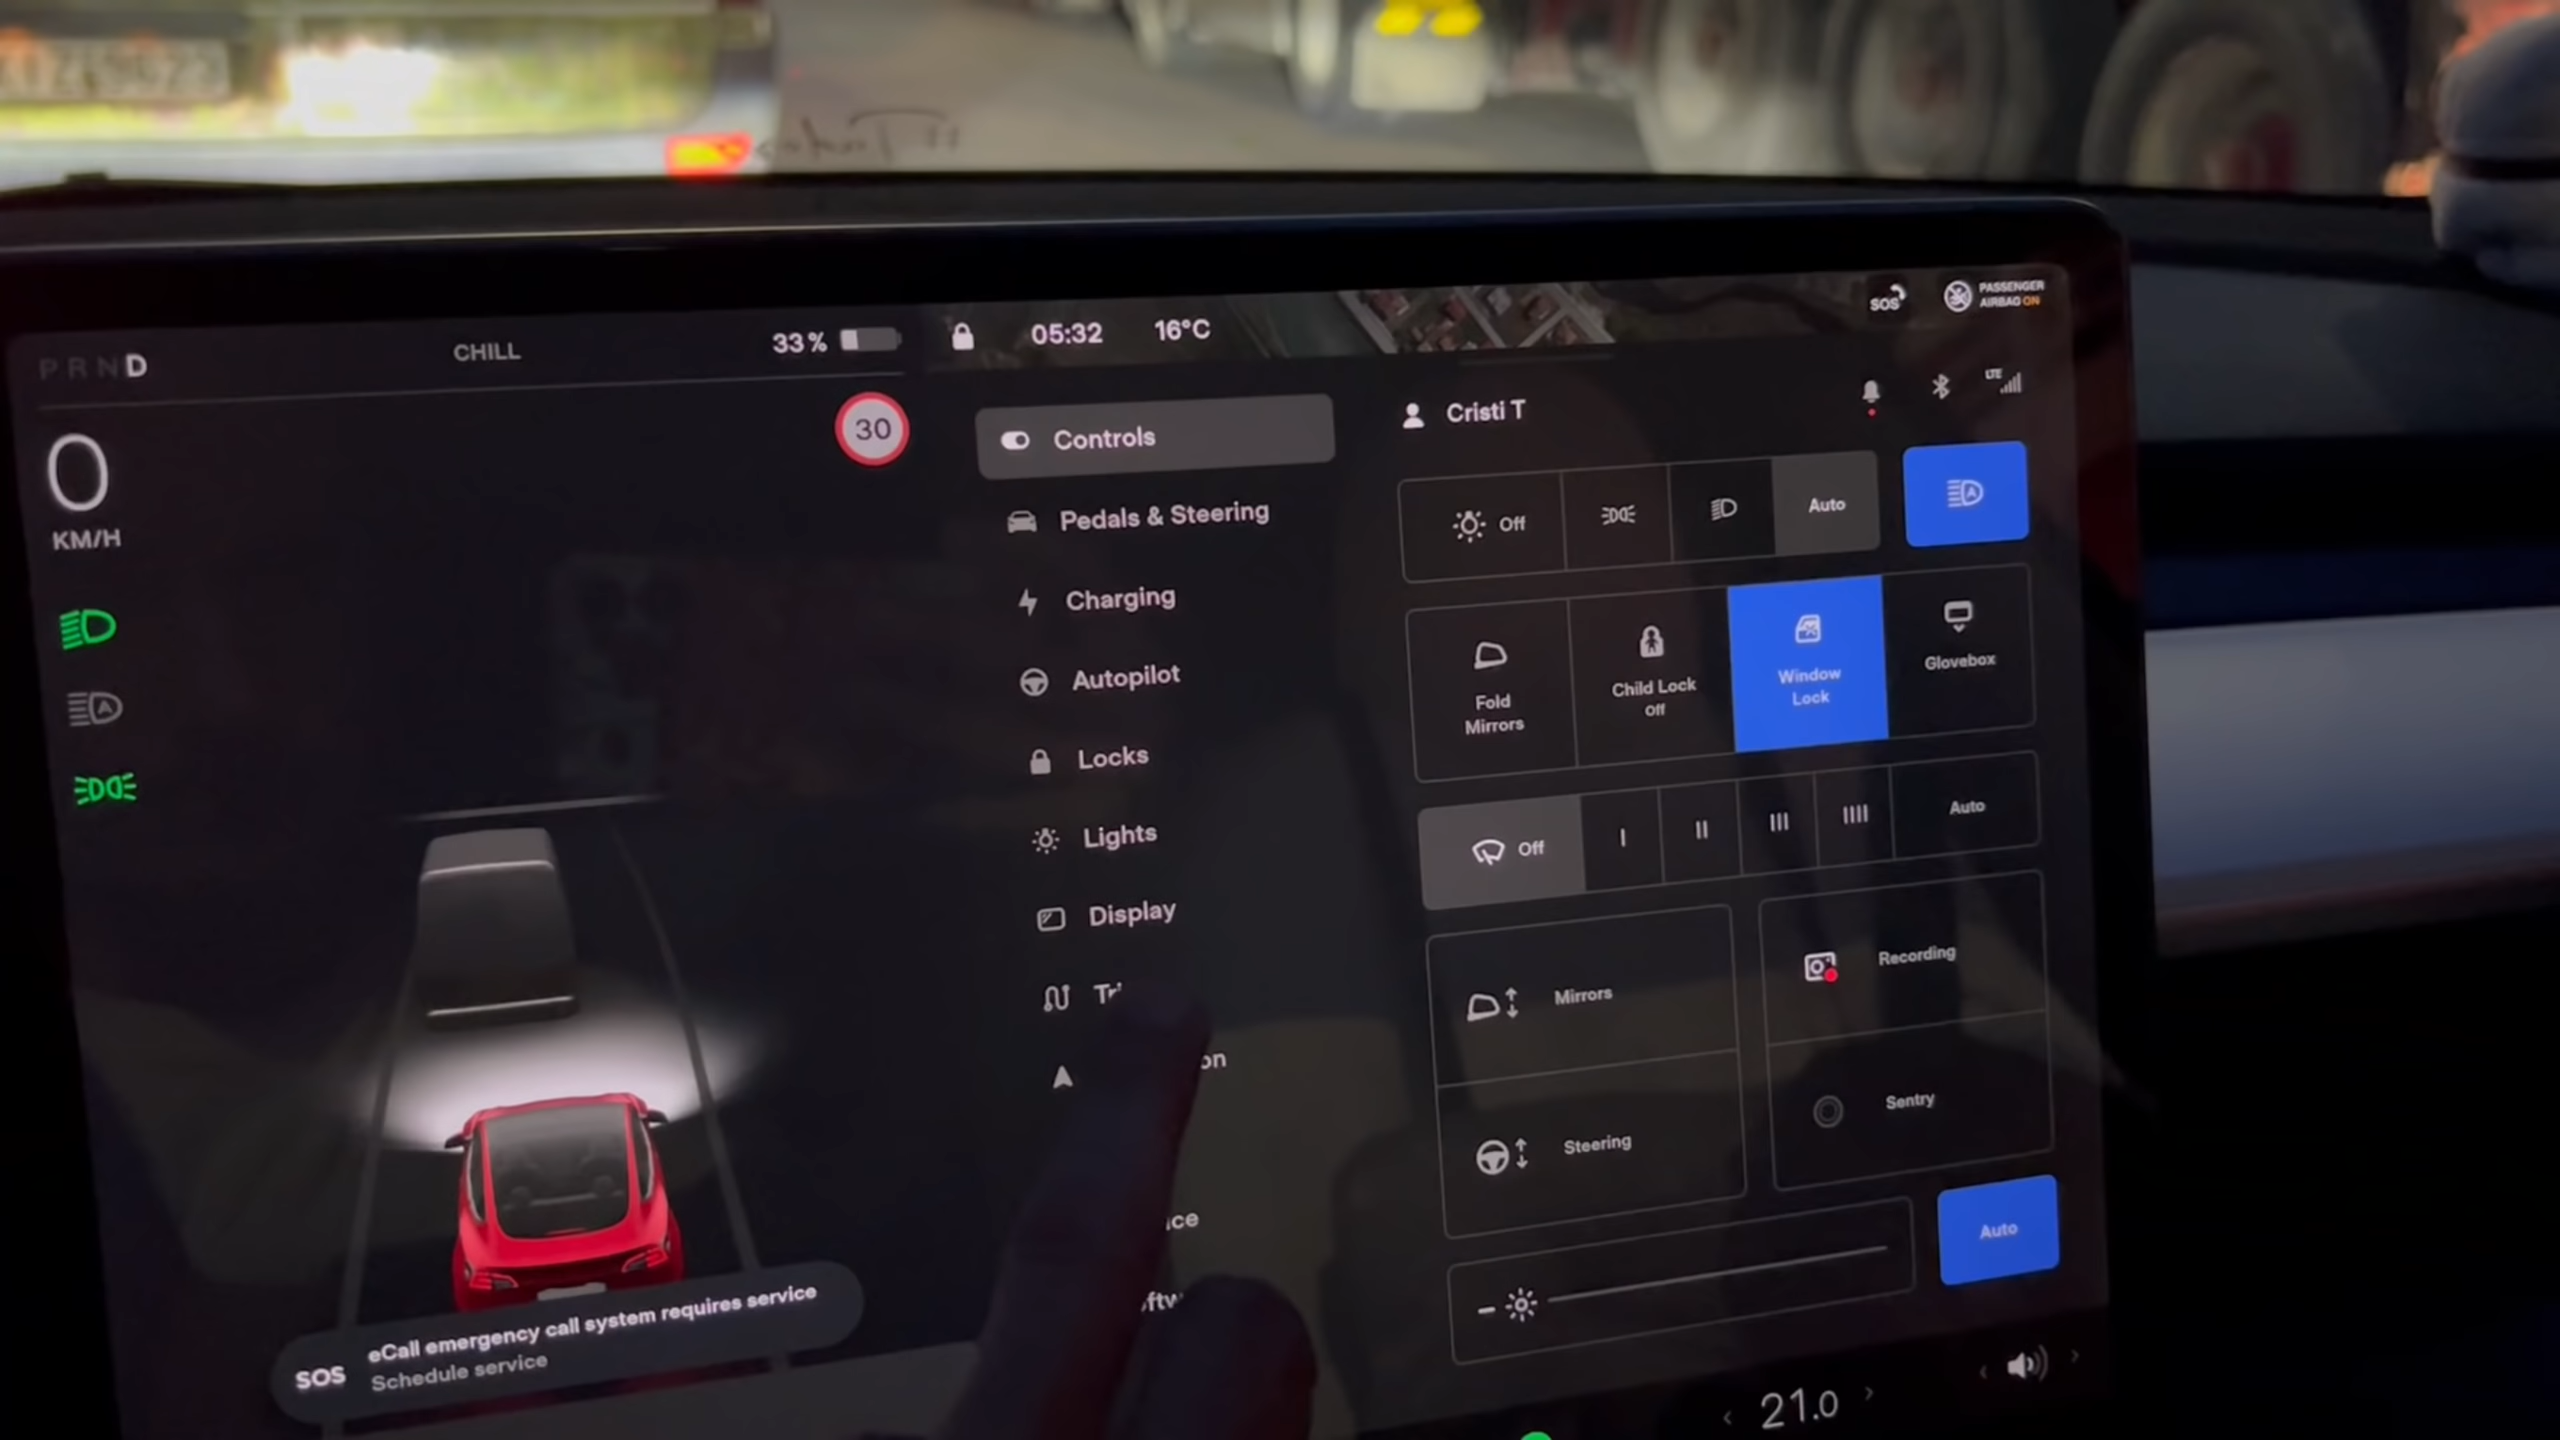 PRND
CHILL
33%
05:32
16°C
SOS
PASSENGER
AIRBAG ON
0
KM/H
30
Controls
Pedals & Steering
Charging
Autopilot
Locks
Lights
Display
Cristi T
LTE
Off
Auto
A
Fold
Mirrors
Child Lock
Off
Window
Lock
Glovebox
Off
I
II
III
IIII
Auto
Mirrors
Recording
Steering
Sentry
Auto
SOS
eCall emergency call system requires service
Schedule service
21.0